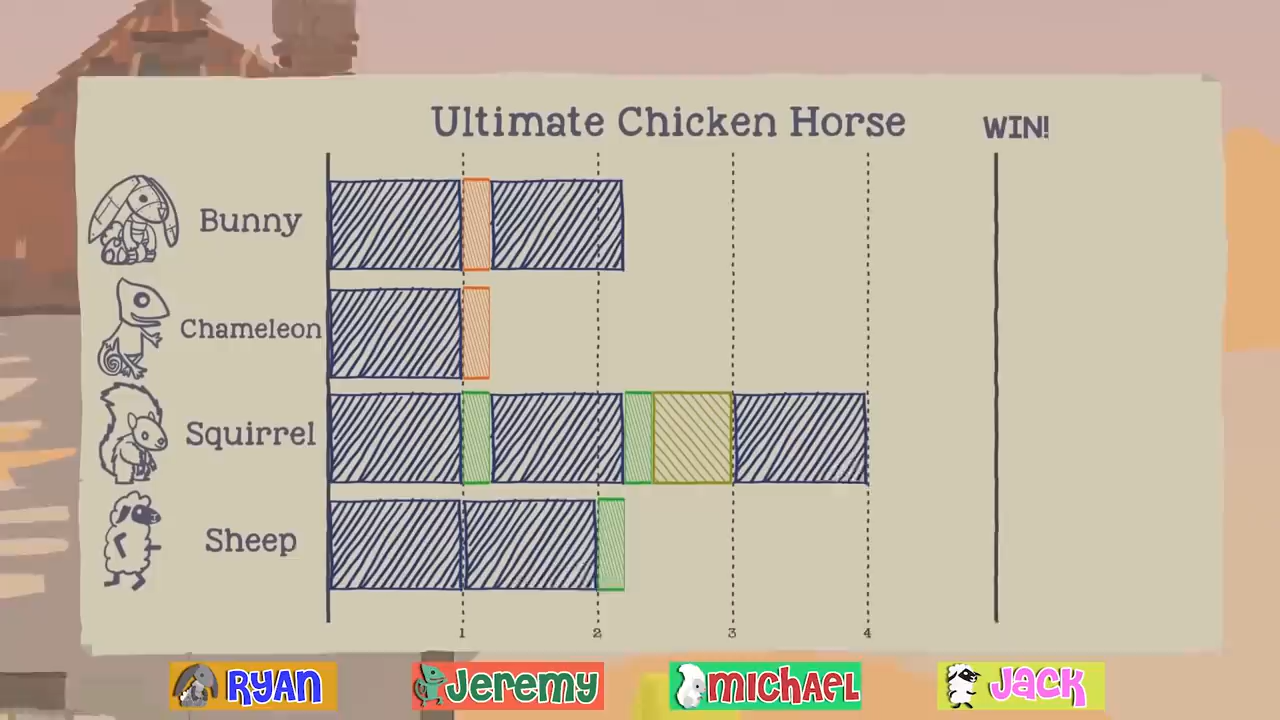 Ultimate Chicken Horse
WIN!
Bunny
Chameleon
Squirrel
Sheep
1 2 3 4
RYAN Jeremy michael Jack